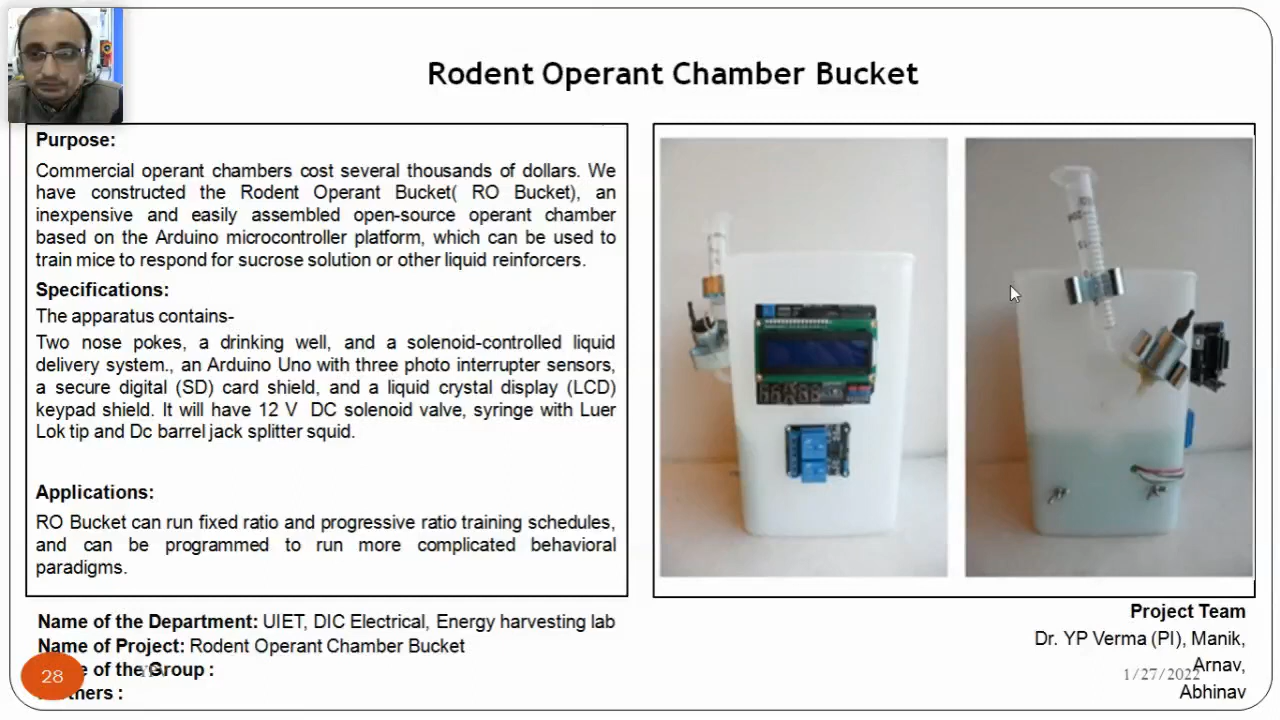 Rodent Operant Chamber Bucket
Purpose:
Commercial operant chambers cost several thousands of dollars. We
have constructed the Rodent Operant Bucket( RO Bucket), an
inexpensive and easily assembled open-source operant chamber
based on the Arduino microcontroller platform, which can be used to
train mice to respond for sucrose solution or other liquid reinforcers.
Specifications:
The apparatus contains-
Two nose pokes, a drinking well, and a solenoid-controlled liquid
delivery system., an Arduino Uno with three photo interrupter sensors,
a secure digital (SD) card shield, and a liquid crystal display (LCD)
keypad shield. It will have 12 V DC solenoid valve, syringe with Luer
Lok tip and Dc barrel jack splitter squid.
Applications:
RO Bucket can run fixed ratio and progressive ratio training schedules,
and can be programmed to run more complicated behavioral
paradigms.
Name of the Department: UIET, DIC Electrical, Energy harvesting lab
Name of Project: Rodent Operant Chamber Bucket
of the Group :
:
28
Project Team
Dr. YP Verma (PI), Manik,
Arnav,
1/27/2022
Abhinav